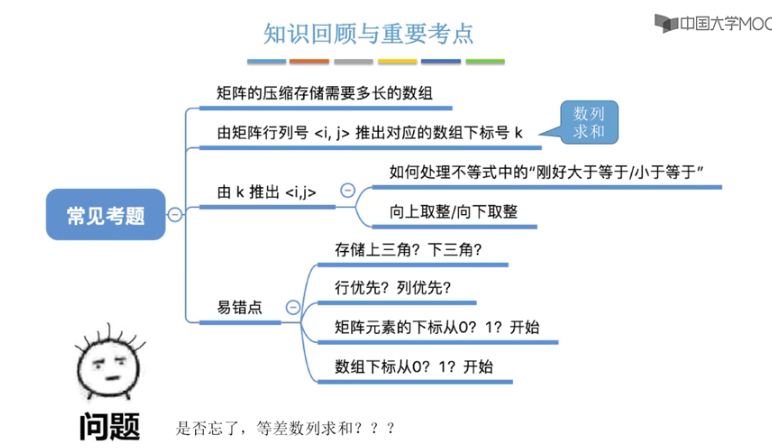 知识回顾与重要考点
中国大学MOO
矩阵的压缩存储需要多长的数组
由矩阵行列号 <i, j> 推出对应的数组下标号 k
数列
求和
常见考题
由 k 推出 <i,j>
如何处理不等式中的“刚好大于等于/小于等于”
向上取整/向下取整
易错点
存储上三角？下三角？
行优先？列优先？
矩阵元素的下标从0？1？开始
数组下标从0？1？开始
问题
是否忘了，等差数列求和？？？